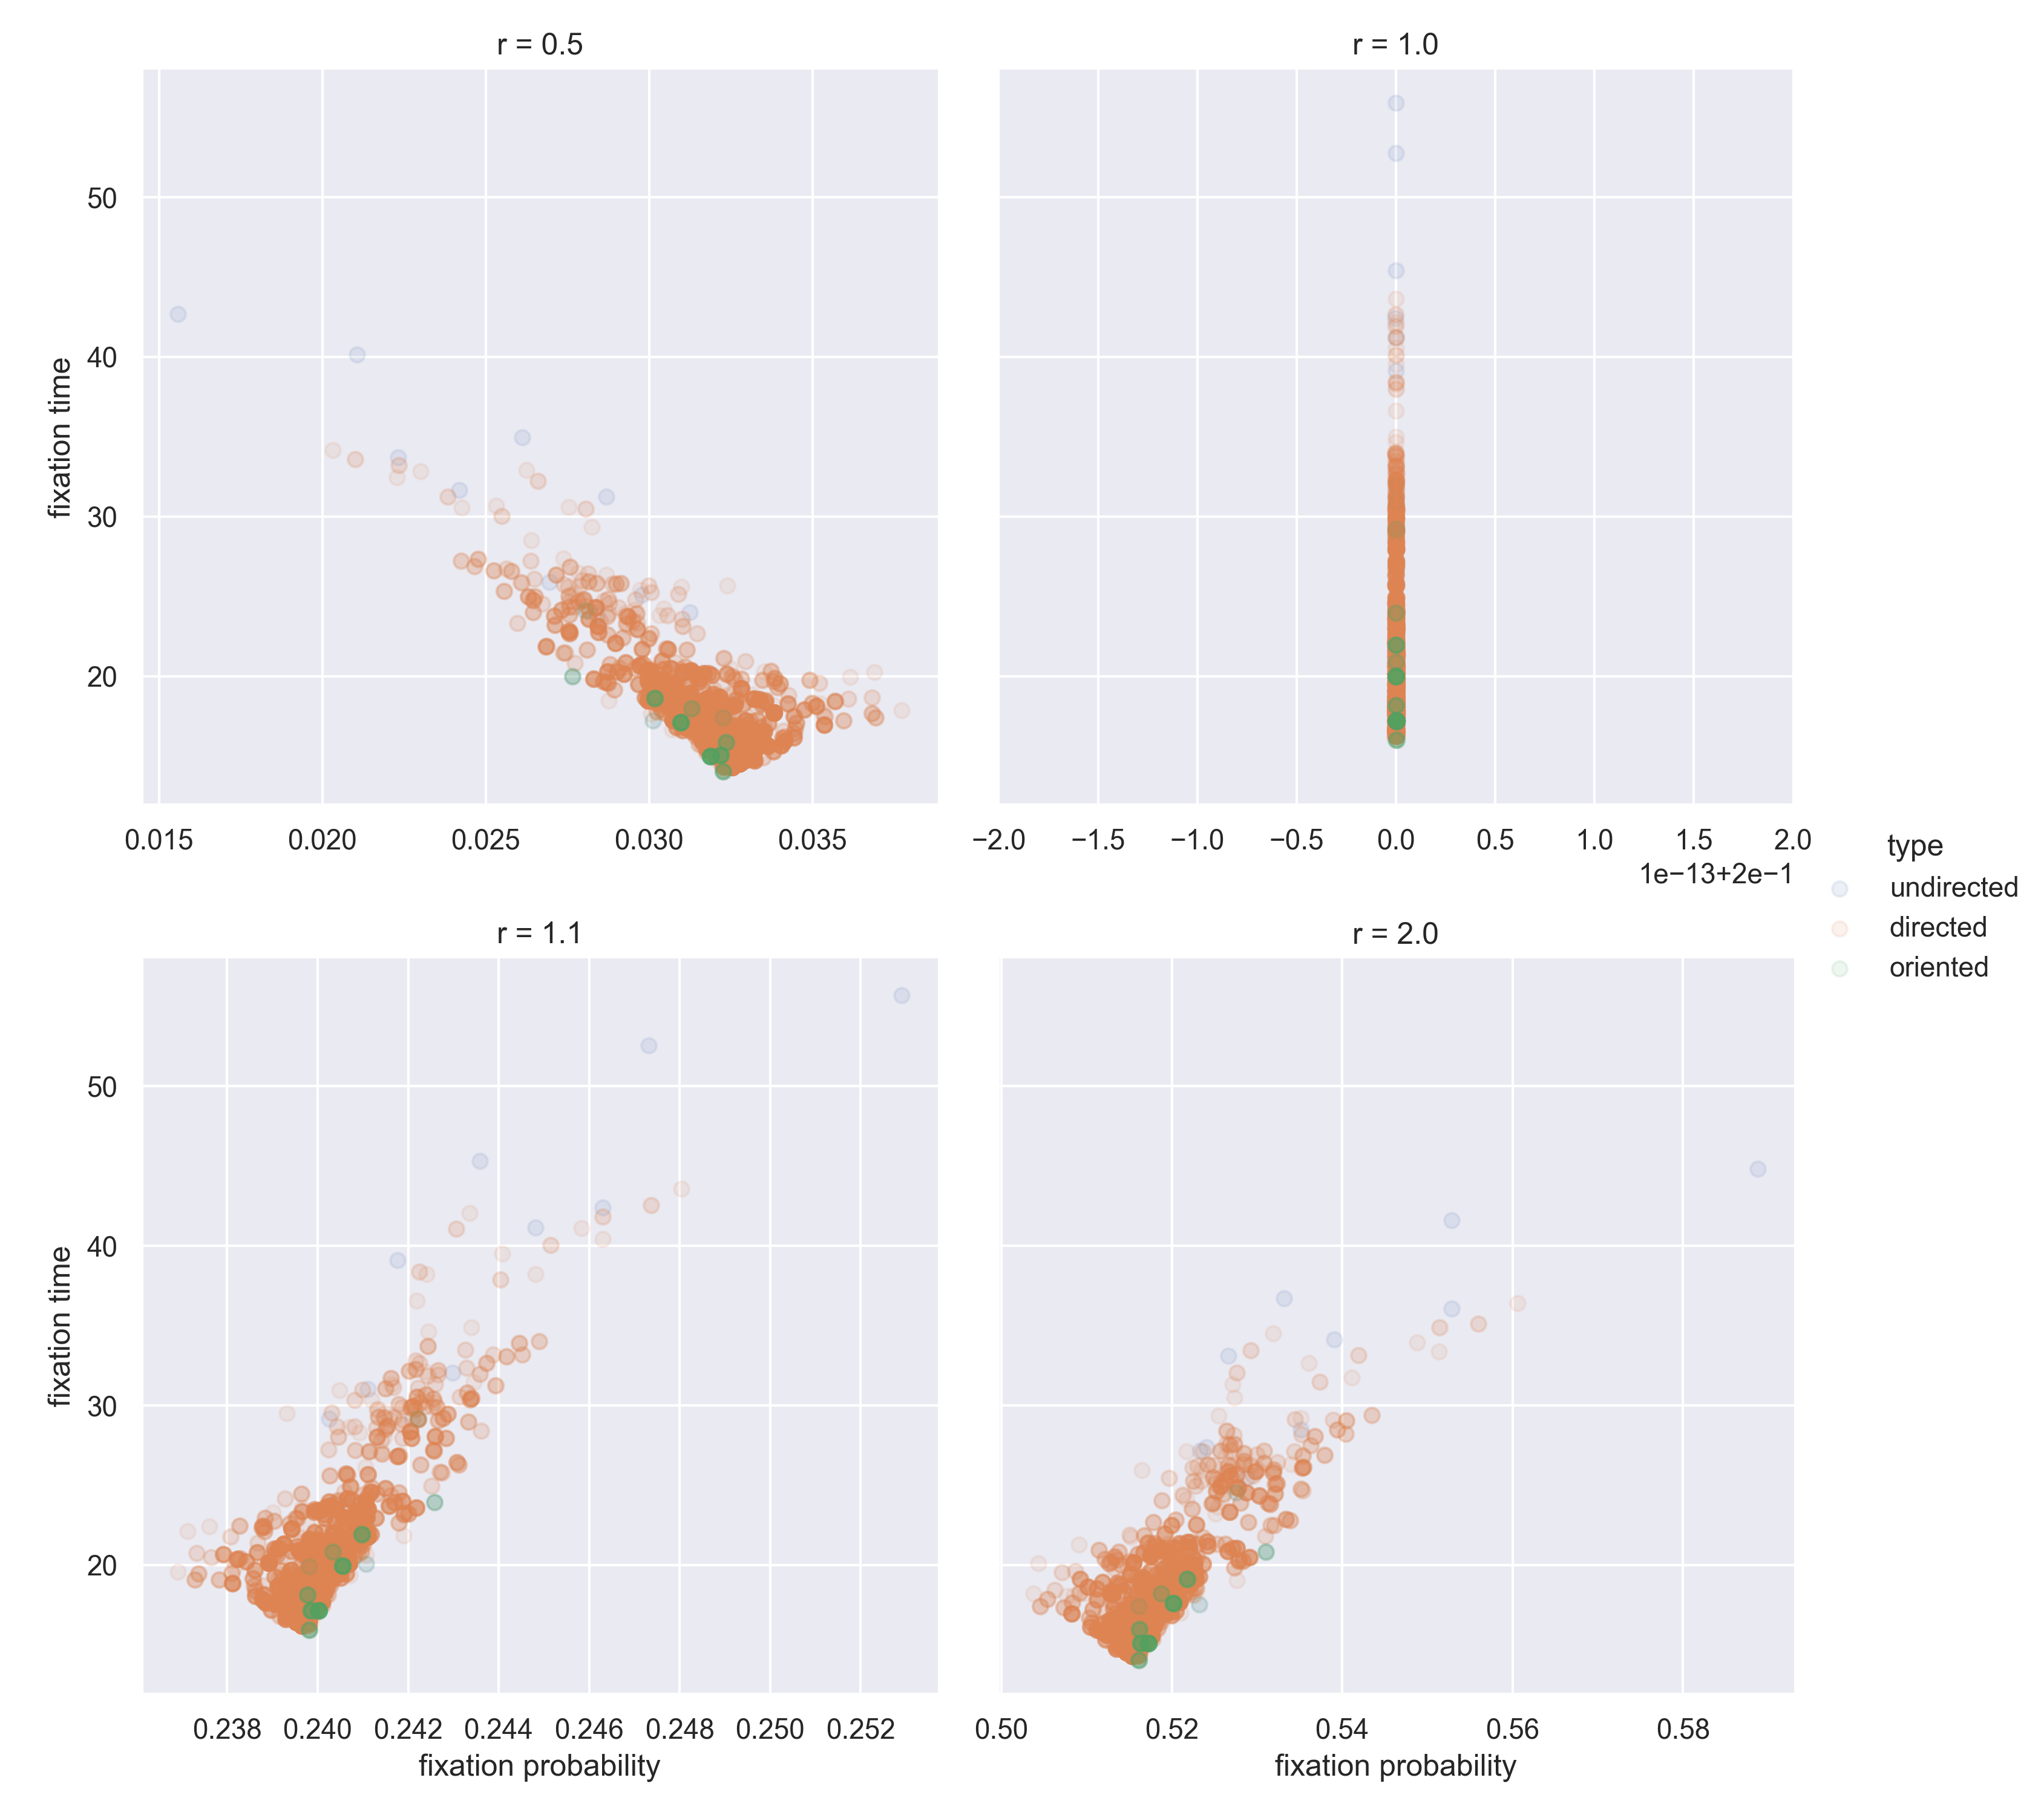 r = 0.5
r = 1.0
fixation time
50
40
30
20
0.015 0.020 0.025 0.030 0.035
−2.0 −1.5 −1.0 −0.5 0.0 0.5 1.0 1.5 2.0
1e−13+2e−1
type
undirected
directed
oriented
r = 1.1
r = 2.0
fixation time
50
40
30
20
0.238 0.240 0.242 0.244 0.246 0.248 0.250 0.252
fixation probability
0.50 0.52 0.54 0.56 0.58
fixation probability